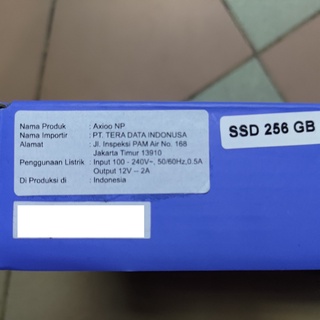 Nama Produk : Axioo NP
Nama Importir : PT. TERA DATA INDONUSA
Alamat : Jl. Inspeksi PAM Air No. 168
Jakarta Timur 13910
Penggunaan Listrik : Input 100 - 240V~, 50/60Hz,0.5A
Output 12V -- 2A
Di Produksi di : Indonesia
SSD 256 GB